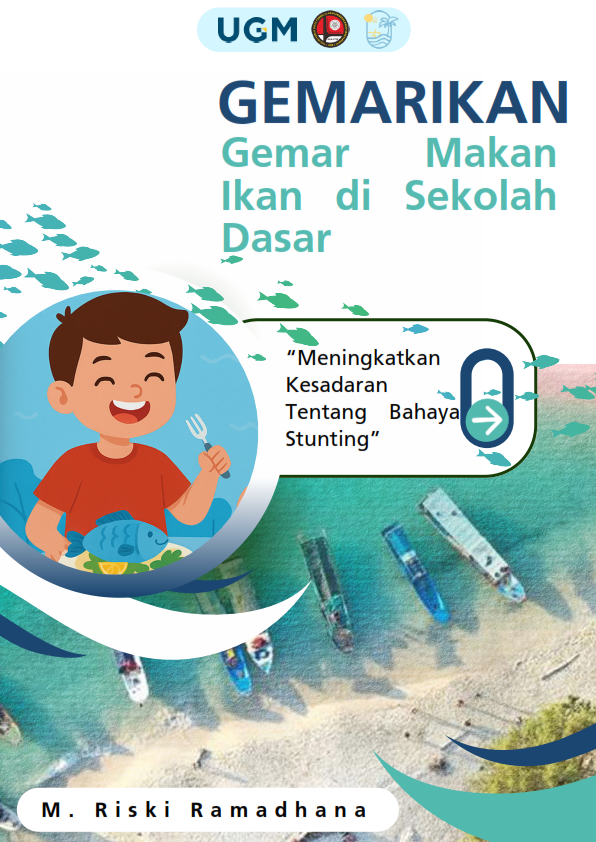 UGM
GEMARIKAN
Gemar Makan
Ikan di Sekolah
Dasar
“Meningkatkan
Kesadaran
Tentang Bahaya
Stunting”
M. Riski Ramadhana